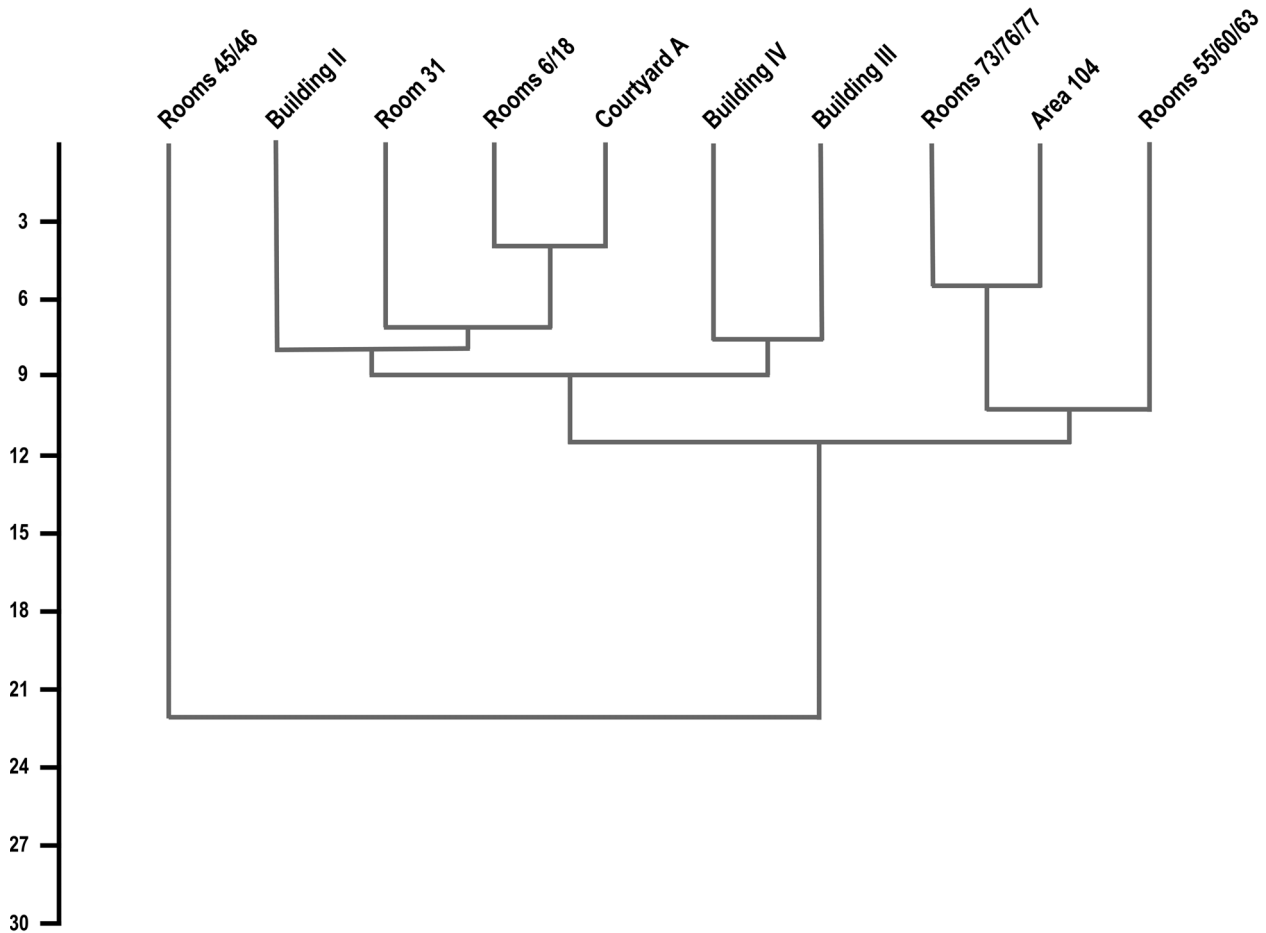 Rooms 45/46
Building II
Room 31
Rooms 6/18
Courtyard A
Building IV
Building III
Rooms 73/76/77
Area 104
Rooms 55/60/63
3
6
9
12
15
18
21
24
27
30